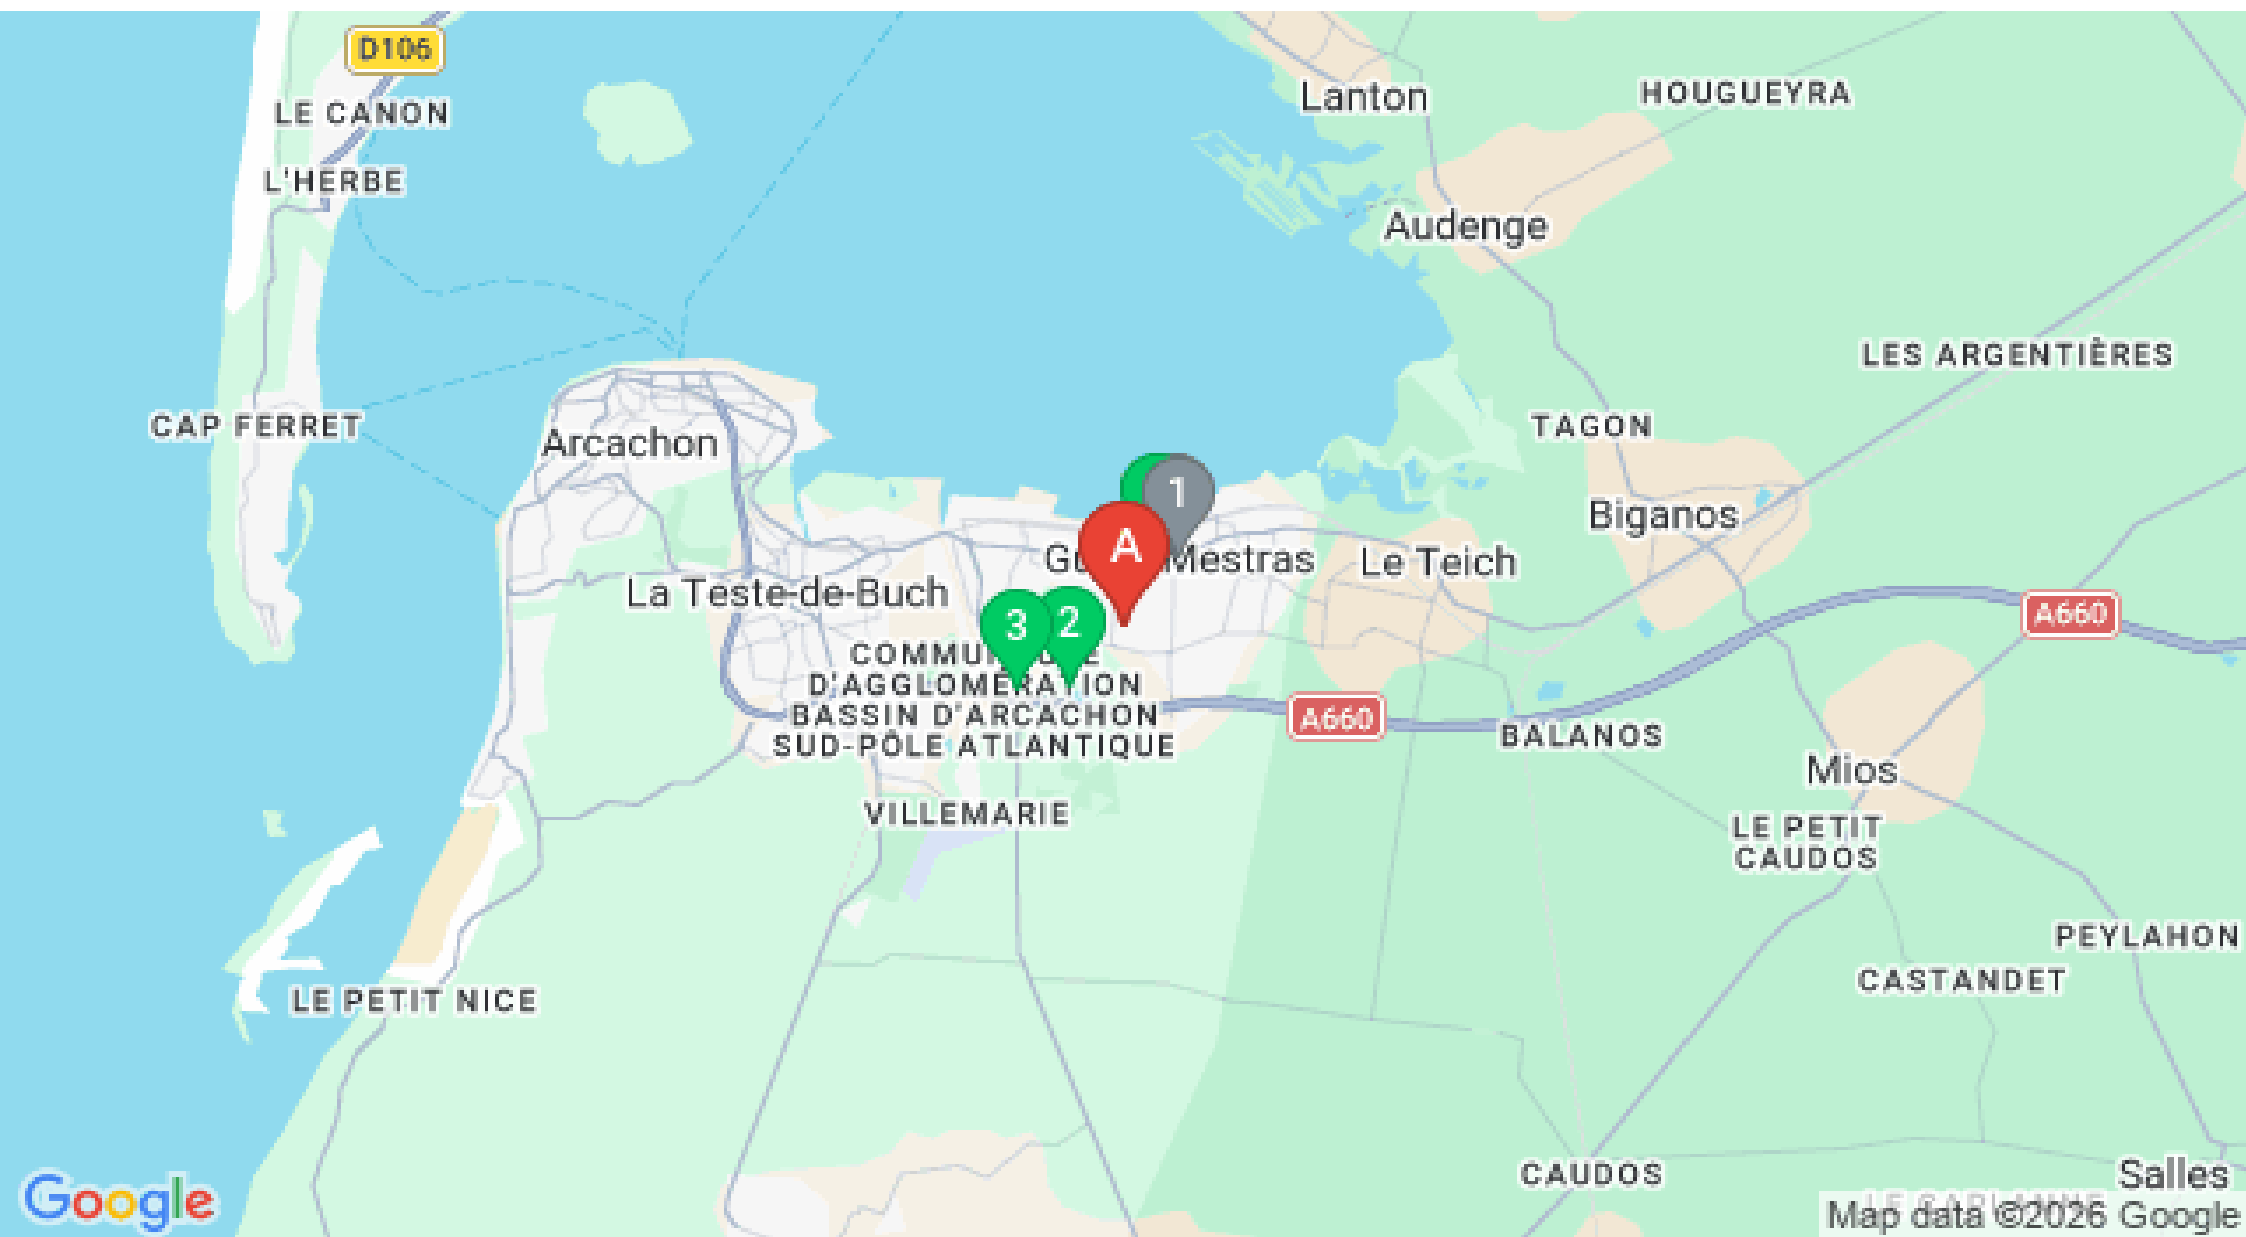 D106
LE CANON
L'HERBE
Lanton
HOUGUEYRA
Audenge
LES ARGENTIÈRES
CAP FERRET
Arcachon
TAGON
1
Biganos
A
Mestras
Le Teich
La Teste-de-Buch
A660
3
2
D'AGGLOMÉRATION
BASSIN D'ARCACHON
SUD-PÔLE ATLANTIQUE
A660
BALANOS
Mios
VILLEMARIE
LE PETIT
CAUDOS
PEYLAHON
CASTANDET
LE PETIT NICE
CAUDOS
Salles
Google
Map data ©2026 Google